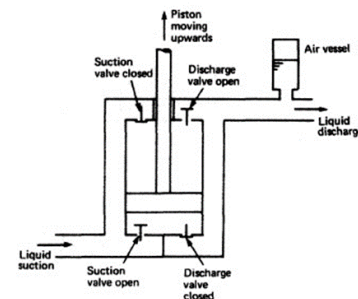 Piston
moving
upwards
Suction
valve closed
Discharge
valve open
Air vessel
Liquid
discharg
Liquid
suction
Suction
valve open
Discharge
valve
closed